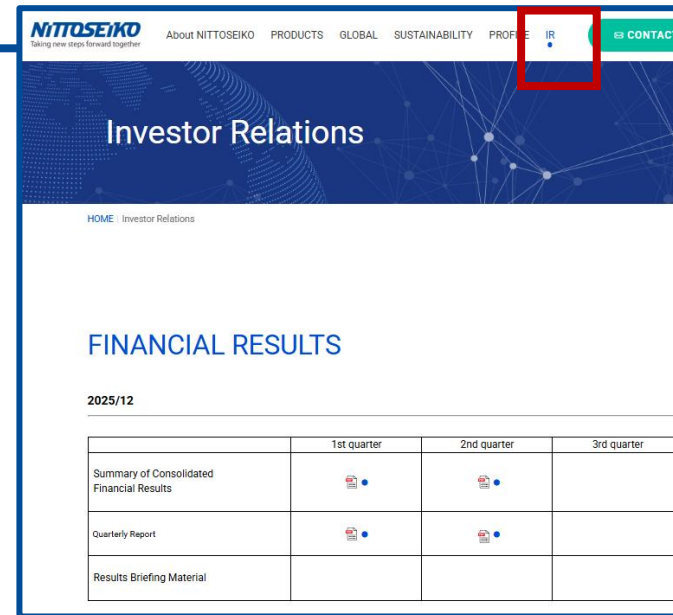 NITTOSEIKO
Taking new steps forward together
About NITTOSEIKO PRODUCTS GLOBAL SUSTAINABILITY PROFILE IR CONTACT
Investor Relations
HOME | Investor Relations
FINANCIAL RESULTS
2025/12
1st quarter 2nd quarter 3rd quarter
Summary of Consolidated
Financial Results
Quarterly Report
Results Briefing Material